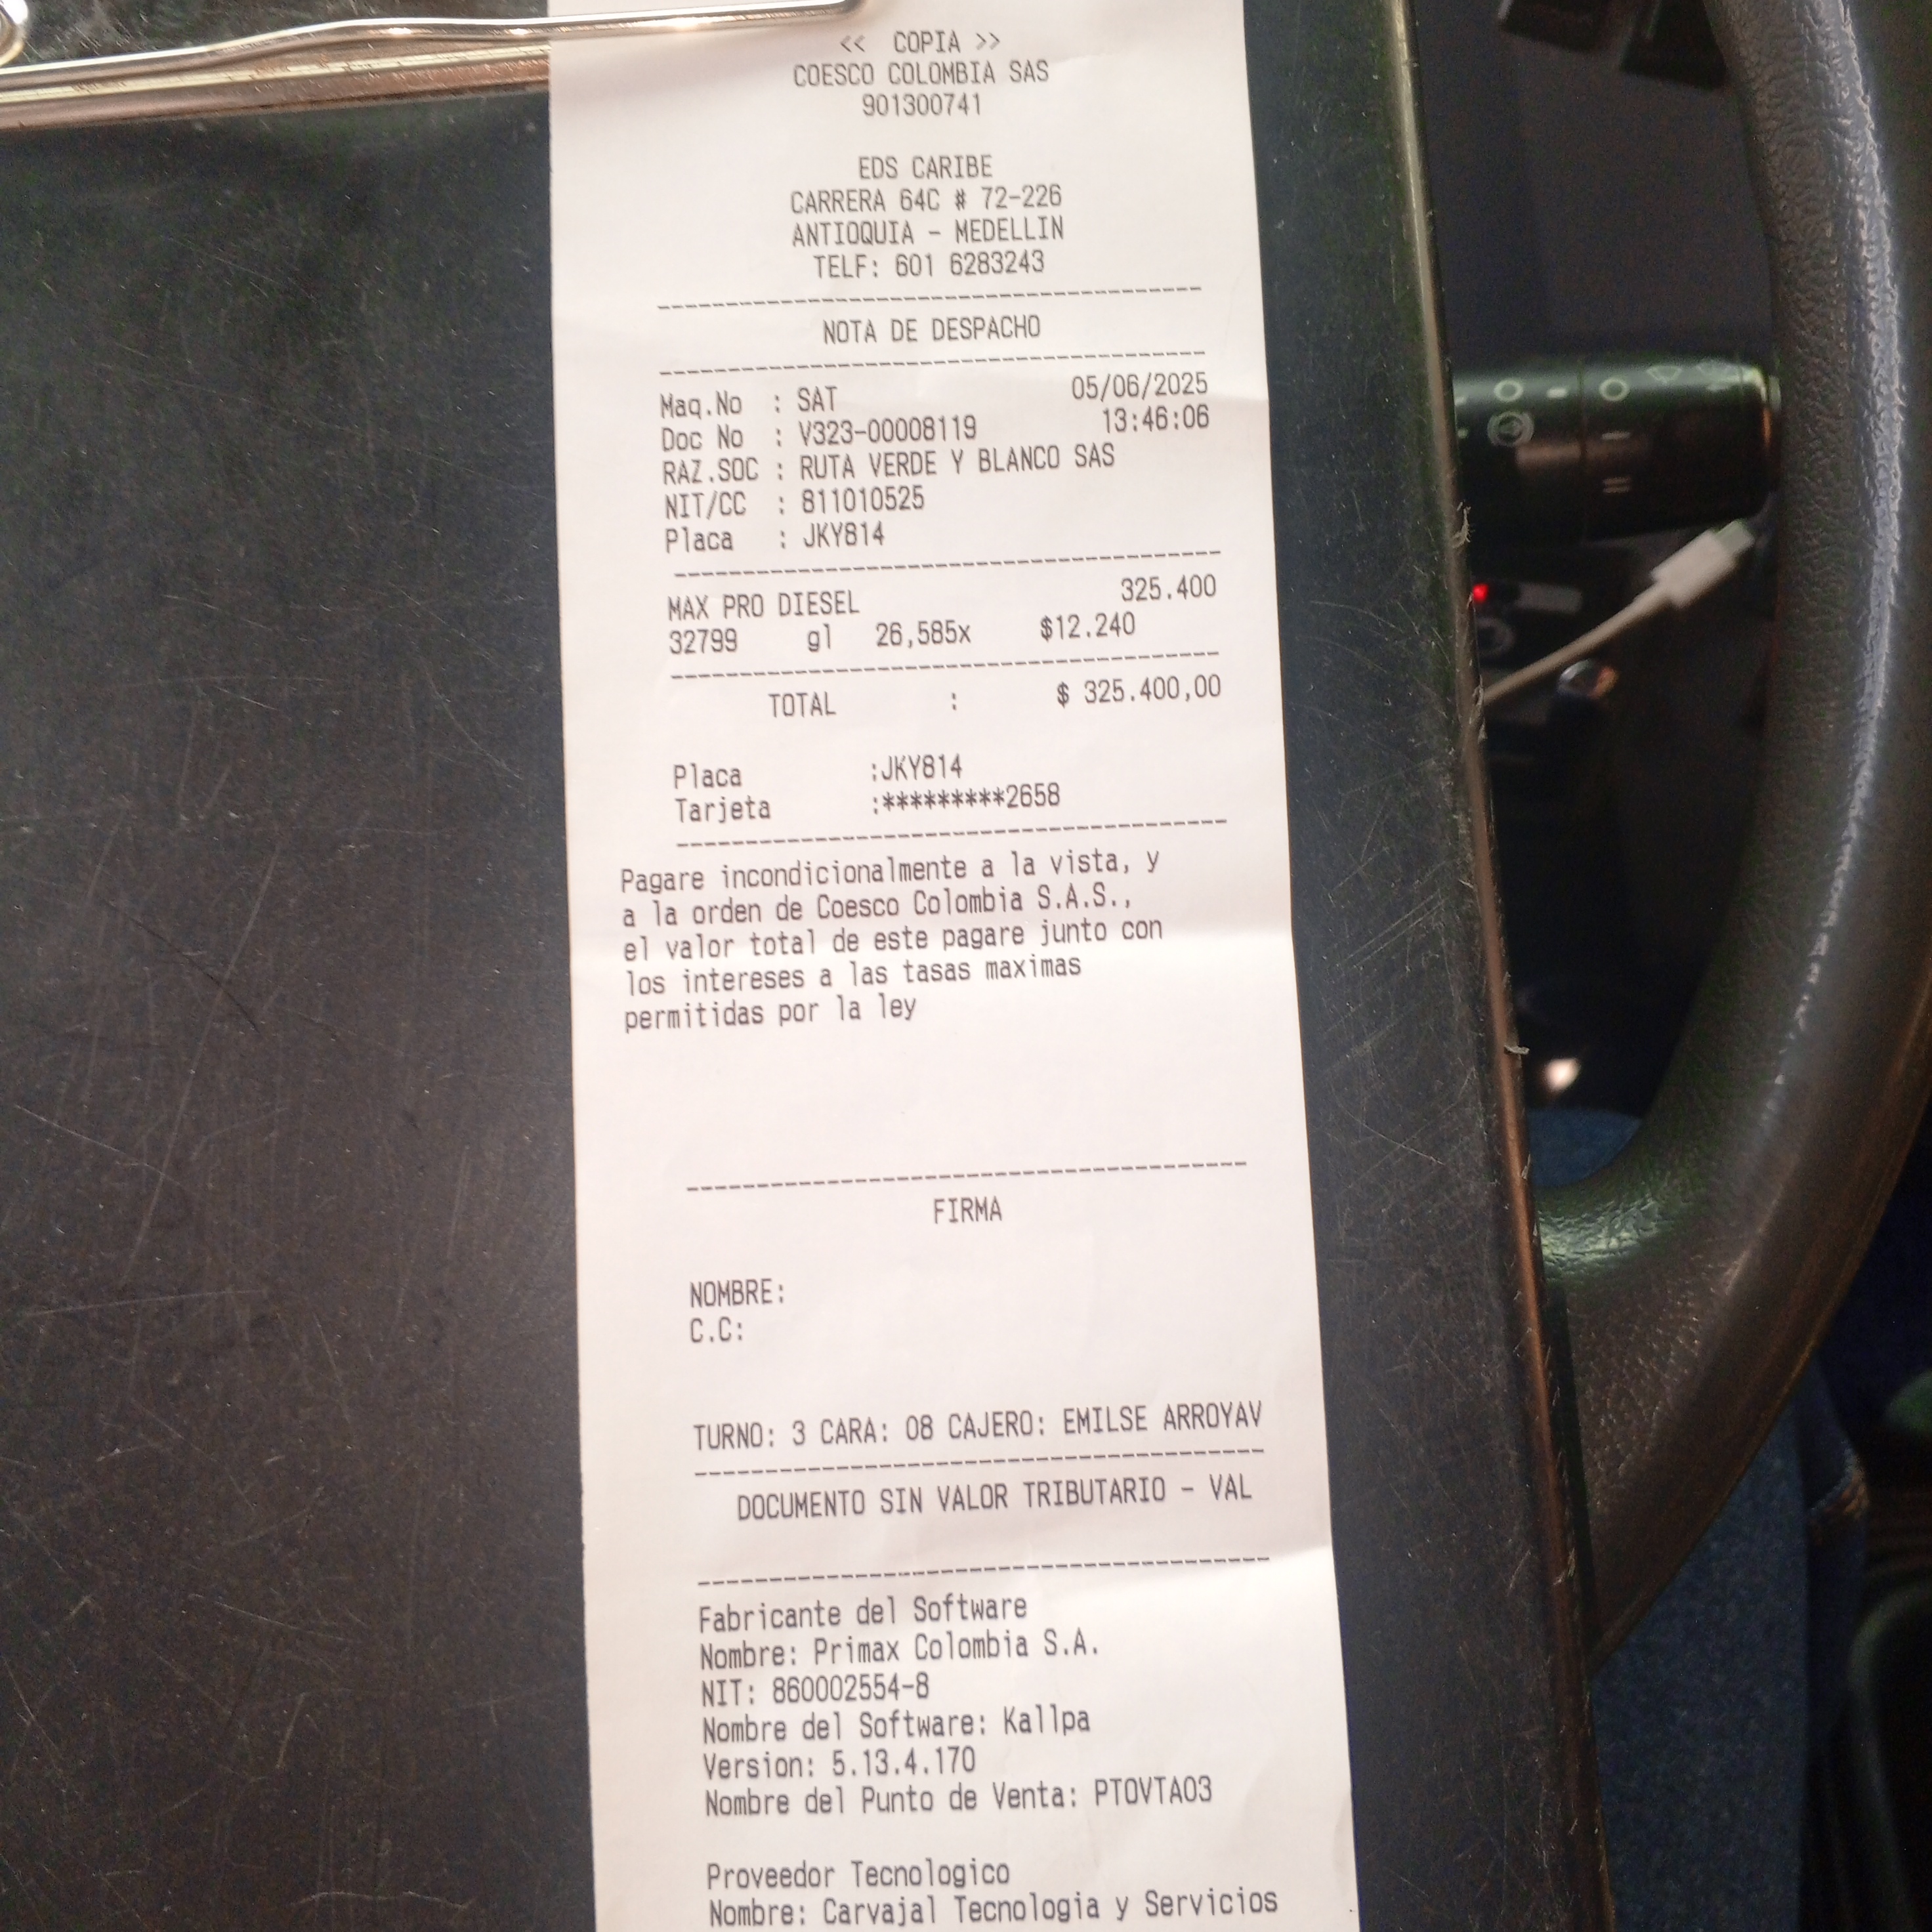 << COPIA >>
COESCO COLOMBIA SAS
901300741
EDS CARIBE
CARRERA 64C # 72-226
ANTIOQUIA - MEDELLIN
TELF: 601 6283243
NOTA DE DESPACHO
Maq.No : SAT 05/06/2025
Doc No : V323-00008119 13:46:06
RAZ.SOC : RUTA VERDE Y BLANCO SAS
NIT/CC : 811010525
Placa : JKY814
MAX PRO DIESEL 325.400
32799 gl 26,585x $12.240
TOTAL : $ 325.400,00
Placa :JKY814
Tarjeta :*********2658
Pagare incondicionalmente a la vista, y
a la orden de Coesco Colombia S.A.S.,
el valor total de este pagare junto con
los intereses a las tasas maximas
permitidas por la ley
FIRMA
NOMBRE:
C.C:
TURNO: 3 CARA: 08 CAJERO: EMILSE ARROYAV
DOCUMENTO SIN VALOR TRIBUTARIO - VAL
Fabricante del Software
Nombre: Primax Colombia S.A.
NIT: 860002554-8
Nombre del Software: Kallpa
Version: 5.13.4.170
Nombre del Punto de Venta: PTOVTA03
Proveedor Tecnologico
Nombre: Carvajal Tecnologia y Servicios